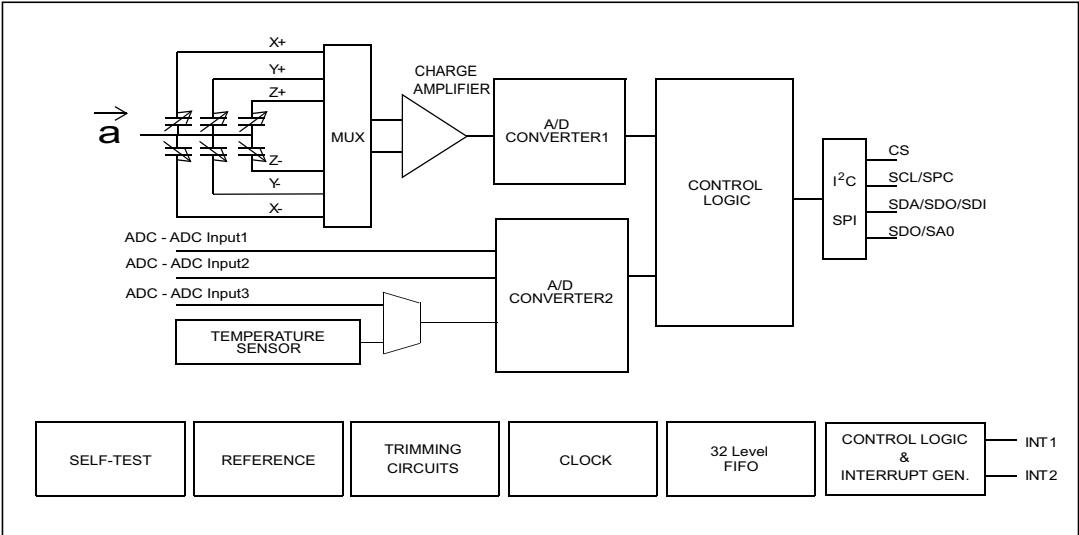 X+
Y+
Z+
a
Z-
Y-
X-
MUX
CHARGE
AMPLIFIER
A/D
CONVERTER1
CONTROL
LOGIC
I²C
SPI
CS
SCL/SPC
SDA/SDO/SDI
SDO/SA0
ADC - ADC Input1
ADC - ADC Input2
ADC - ADC Input3
TEMPERATURE
SENSOR
A/D
CONVERTER2
SELF-TEST
REFERENCE
TRIMMING
CIRCUITS
CLOCK
32 Level
FIFO
CONTROL LOGIC
&
INTERRUPT GEN.
INT1
INT2